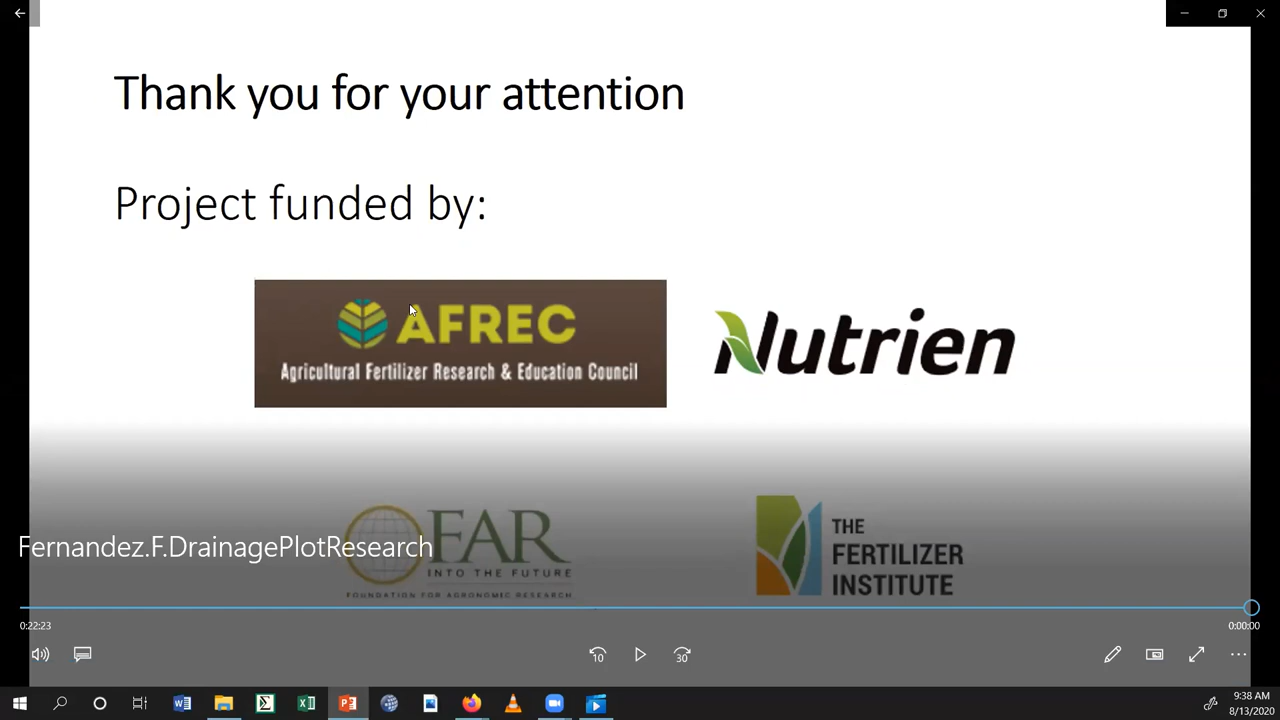 Thank you for your attention
Project funded by:
AFREC
Agricultural Fertilizer Research & Education Council
Nutrien
FAR
INTO THE FUTURE
FOUNDATION FOR AGRONOMIC RESEARCH
THE
FERTILIZER
INSTITUTE
Fernandez.F.DrainagePlotResearch
0:22:23
0:00:00
10
30
9:38 AM
8/13/2020